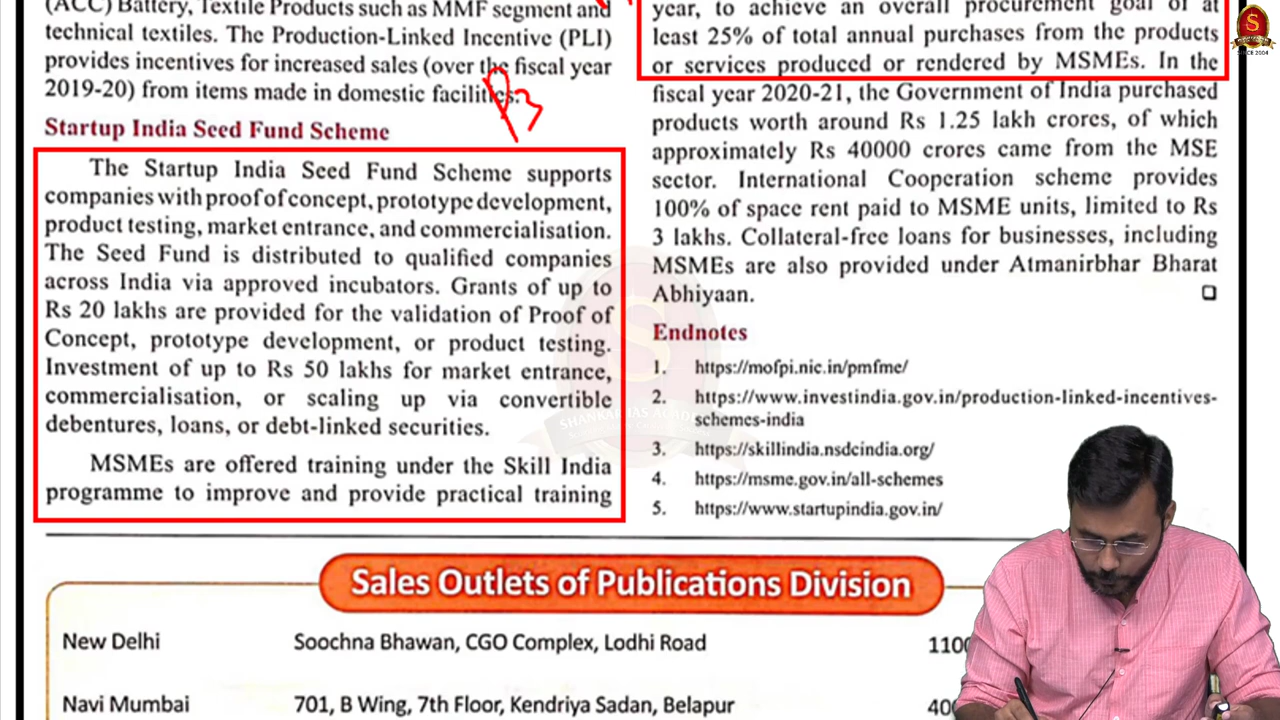 (ACC) Battery, Textile Products such as MMF segment and
technical textiles. The Production-Linked Incentive (PLI)
provides incentives for increased sales (over the fiscal year
2019-20) from items made in domestic facilities.
Startup India Seed Fund Scheme
The Startup India Seed Fund Scheme supports
companies with proof of concept, prototype development,
product testing, market entrance, and commercialisation.
The Seed Fund is distributed to qualified companies
across India via approved incubators. Grants of up to
Rs 20 lakhs are provided for the validation of Proof of
Concept, prototype development, or product testing.
Investment of up to Rs 50 lakhs for market entrance,
commercialisation, or scaling up via convertible
debentures, loans, or debt-linked securities.
MSMEs are offered training under the Skill India
programme to improve and provide practical training
year, to achieve an overall procurement goal of at
least 25% of total annual purchases from the products
or services produced or rendered by MSMEs. In the
fiscal year 2020-21, the Government of India purchased
products worth around Rs 1.25 lakh crores, of which
approximately Rs 40000 crores came from the MSE
sector. International Cooperation scheme provides
100% of space rent paid to MSME units, limited to Rs
3 lakhs. Collateral-free loans for businesses, including
MSMEs are also provided under Atmanirbhar Bharat
Abhiyaan.
Endnotes
1. https://mofpi.nic.in/pmfme/
2. https://www.investindia.gov.in/production-linked-incentives-
schemes-india
3. https://skillindia.nsdcindia.org/
4. https://msme.gov.in/all-schemes
5. https://www.startupindia.gov.in/
SHANKAR IAS ACADEMY
SINCE 2004
Sales Outlets of Publications Division
New Delhi Soochna Bhawan, CGO Complex, Lodhi Road 1100
Navi Mumbai 701, B Wing, 7th Floor, Kendriya Sadan, Belapur 400